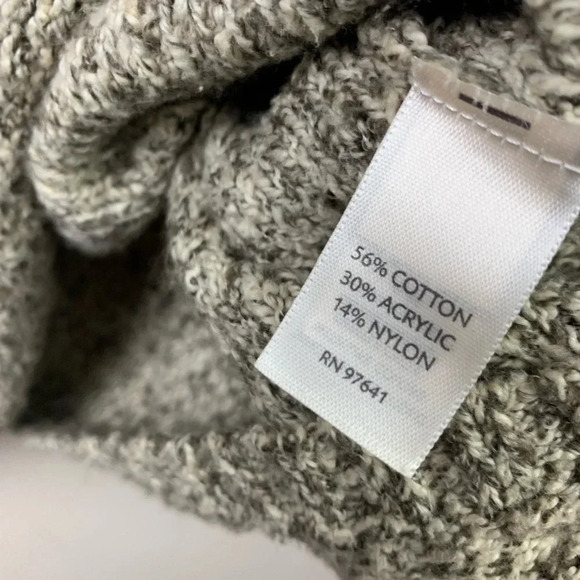 56% COTTON
30% ACRYLIC
14% NYLON
RN 97641